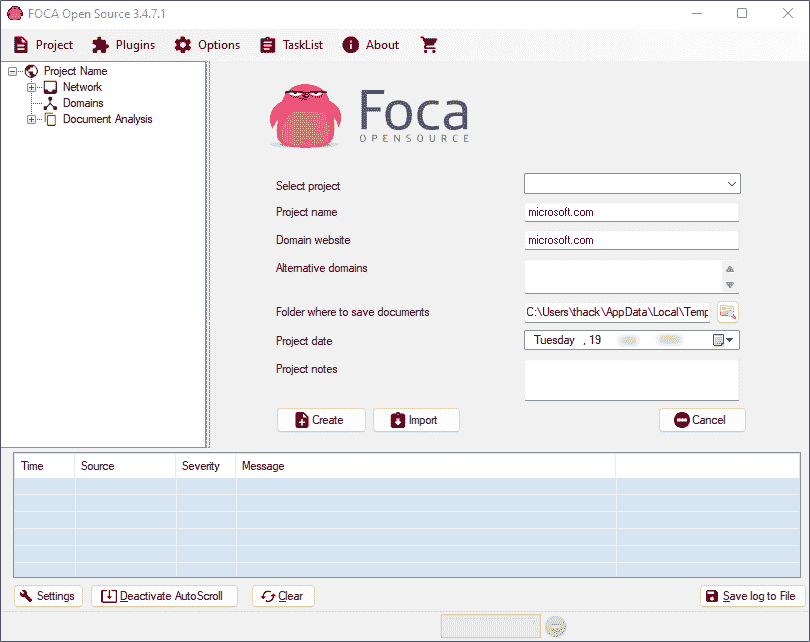 FOCA Open Source 3.4.7.1
Project Plugins Options TaskList About
Project Name
Network
Domains
Document Analysis
Foca
OPENSOURCE
Select project
Project name microsoft.com
Domain website microsoft.com
Alternative domains
Folder where to save documents C:\Users\thack\AppData\Local\Temp
Project date Tuesday , 19
Project notes
Create Import Cancel
Time Source Severity Message
Settings Deactivate AutoScroll Clear Save log to File